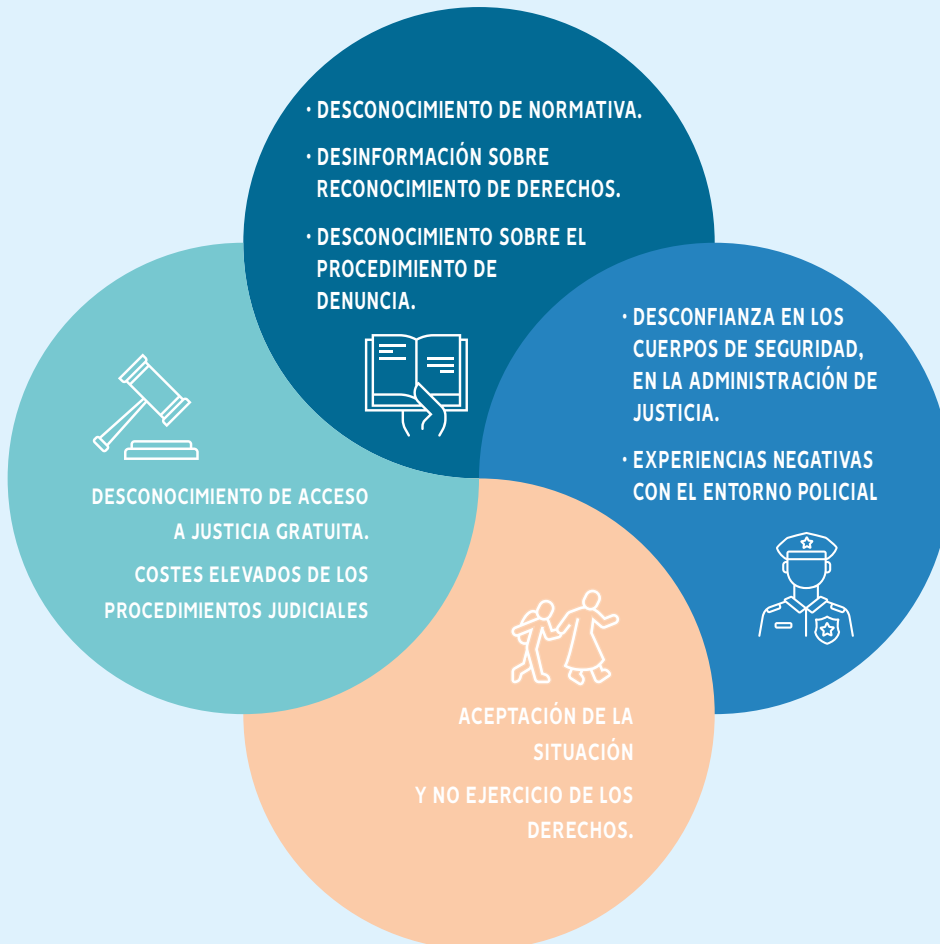 · DESCONOCIMIENTO DE NORMATIVA.
· DESINFORMACIÓN SOBRE
RECONOCIMIENTO DE DERECHOS.
· DESCONOCIMIENTO SOBRE EL
PROCEDIMIENTO DE
DENUNCIA.
· DESCONFIANZA EN LOS
CUERPOS DE SEGURIDAD,
EN LA ADMINISTRACIÓN DE
JUSTICIA.
· EXPERIENCIAS NEGATIVAS
CON EL ENTORNO POLICIAL
DESCONOCIMIENTO DE ACCESO
A JUSTICIA GRATUITA.
COSTES ELEVADOS DE LOS
PROCEDIMIENTOS JUDICIALES
ACEPTACIÓN DE LA
SITUACIÓN
Y NO EJERCICIO DE LOS
DERECHOS.